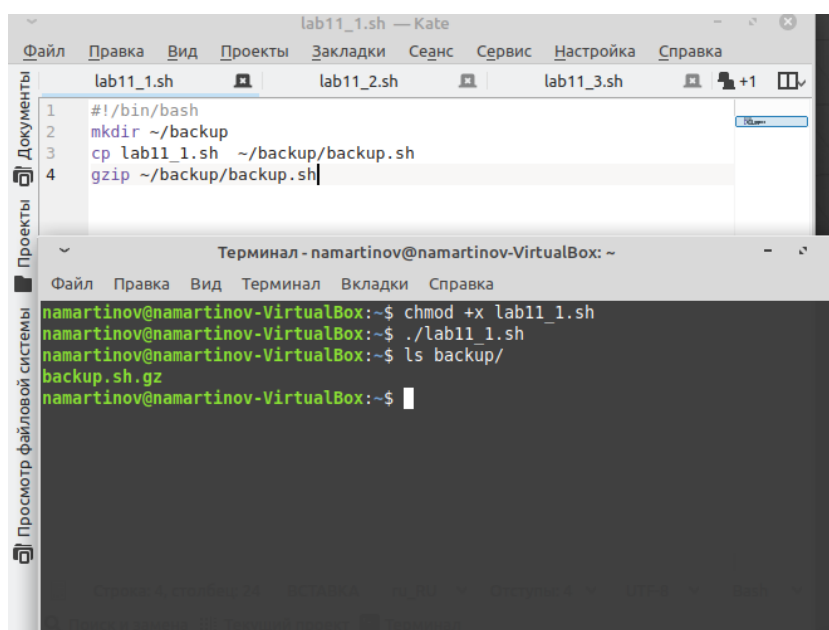 lab11_1.sh — Kate
Файл Правка Вид Проекты Закладки Сеанс Сервис Настройка Справка
lab11_1.sh lab11_2.sh lab11_3.sh +1
Документы
Проекты
Просмотр файловой системы
1 #!/bin/bash
2 mkdir ~/backup
3 cp lab11_1.sh  ~/backup/backup.sh
4 gzip ~/backup/backup.sh
Терминал - namartinov@namartinov-VirtualBox: ~
Файл Правка Вид Терминал Вкладки Справка
namartinov@namartinov-VirtualBox:~$ chmod +x lab11_1.sh
namartinov@namartinov-VirtualBox:~$ ./lab11_1.sh
namartinov@namartinov-VirtualBox:~$ ls backup/
backup.sh.gz
namartinov@namartinov-VirtualBox:~$